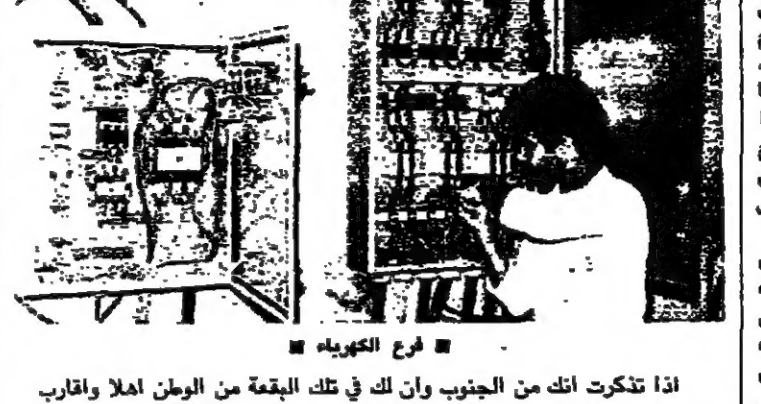 ■ فرع الكهرباء ■
اذا تذكرت انك من الجنوب وان لك في تلك البقعة من الوطن اهلا واقارب